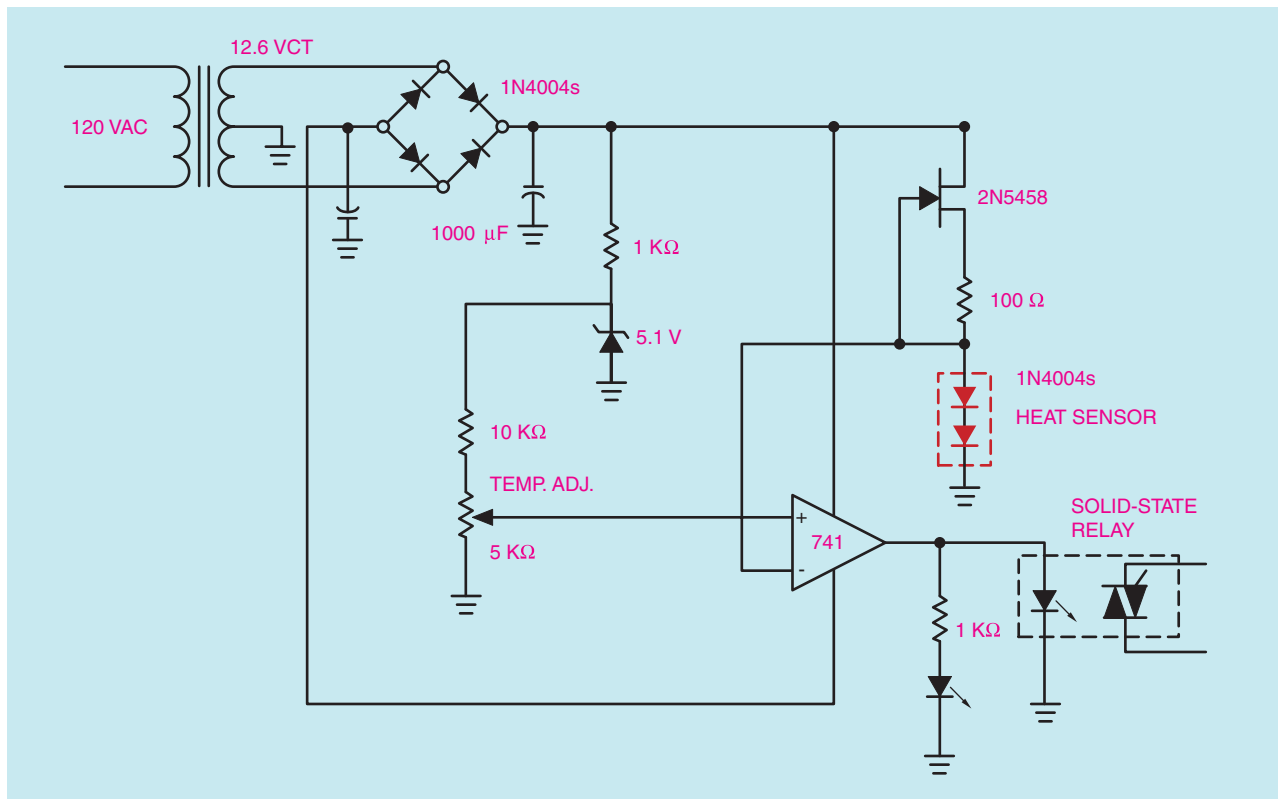 12.6 VCT
1N4004s
120 VAC
2N5458
1000 μF
1 KΩ
100 Ω
5.1 V
1N4004s
HEAT SENSOR
10 KΩ
TEMP. ADJ.
SOLID-STATE
RELAY
+
741
5 KΩ
-
1 KΩ